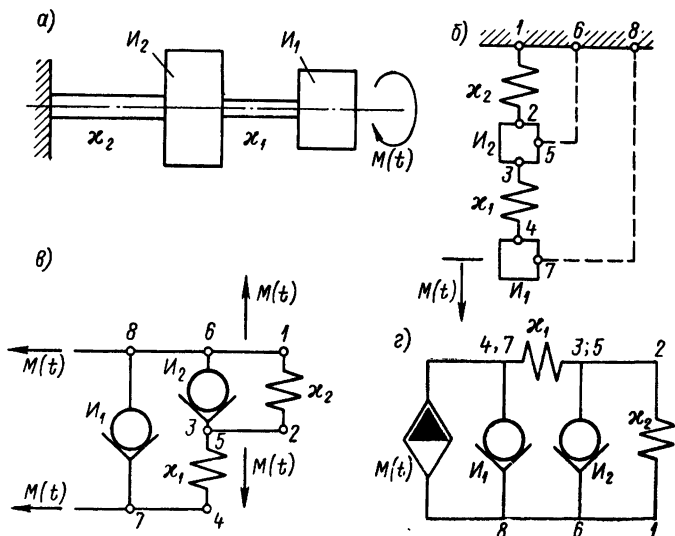 а)
И₂
И₁
ϰ₂
ϰ₁
M(t)
б)
1 6 8
ϰ₂
2
И₂
5
3
ϰ₁
4
7
M(t)
И₁
в)
M(t)
8 6 1
M(t)
И₂
ϰ₂
И₁
3 5 2
ϰ₁
M(t)
M(t)
7 4
г)
ϰ₁
4,7 3;5 2
ϰ₂
M(t)
И₁
И₂
8 6 1